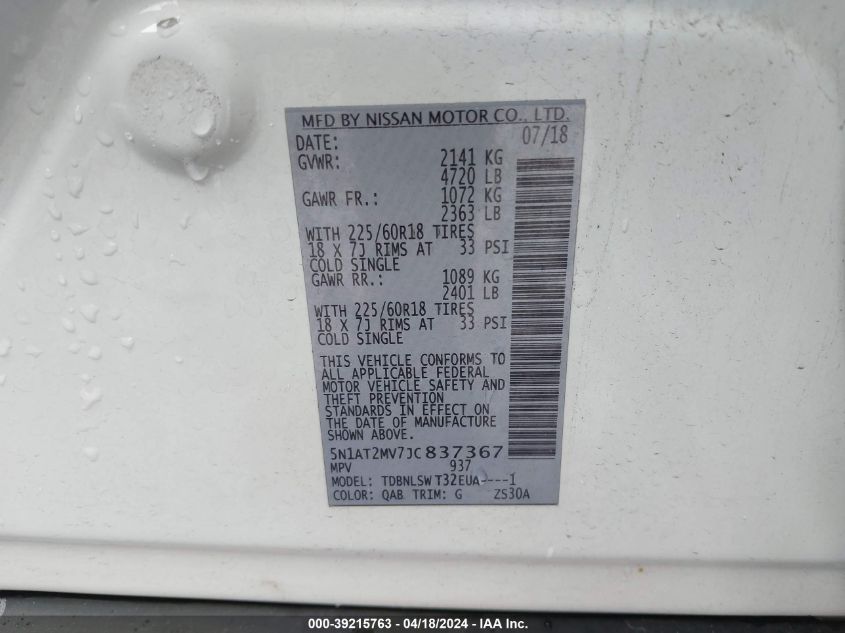 MFD BY NISSAN MOTOR CO., LTD.
DATE: 07/18
GVWR: 2141 KG
4720 LB
GAWR FR.: 1072 KG
2363 LB
WITH 225/60R18 TIRES
18 X 7J RIMS AT 33 PSI
COLD SINGLE
GAWR RR.: 1089 KG
2401 LB
WITH 225/60R18 TIRES
18 X 7J RIMS AT 33 PSI
COLD SINGLE
THIS VEHICLE CONFORMS TO
ALL APPLICABLE FEDERAL
MOTOR VEHICLE SAFETY AND
THEFT PREVENTION
STANDARDS IN EFFECT ON
THE DATE OF MANUFACTURE
SHOWN ABOVE.
5N1AT2MV7JC837367
MPV 937
MODEL: TDBNLSW T32EUA----1
COLOR: QAB TRIM: G ZS30A
000-39215763 - 04/18/2024 - IAA Inc.